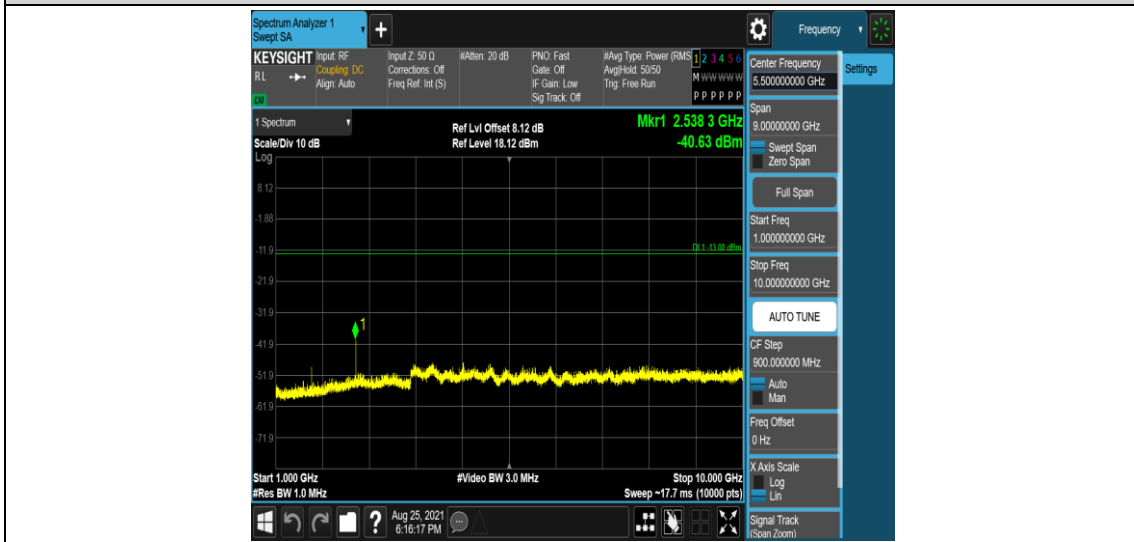 Spectrum Analyzer 1
Swept SA
+
Frequency
KEYSIGHT
RL
Input: RF
Coupling: DC
Align: Auto
Input Z: 50 Ω
Corrections: Off
Freq Ref: Int (S)
#Atten: 20 dB
PNO: Fast
Gate: Off
IF Gain: Low
Sig Track: Off
#Avg Type: Power (RMS
Avg|Hold: 50/50
Trig: Free Run
1 2 3 4 5 6
M W W W W W
P P P P P P
1 Spectrum
Scale/Div 10 dB
Log
Ref Lvl Offset 8.12 dB
Ref Level 18.12 dBm
Mkr1 2.538 3 GHz
-40.63 dBm
8.12
-1.88
-11.9
DL1 -13.00 dBm
-21.9
-31.9
1
-41.9
-51.9
-61.9
-71.9
Start 1.000 GHz
#Res BW 1.0 MHz
#Video BW 3.0 MHz
Stop 10.000 GHz
Sweep ~17.7 ms (10000 pts)
?
Aug 25, 2021
6:16:17 PM
Center Frequency
5.500000000 GHz
Settings
Span
9.00000000 GHz
Swept Span
Zero Span
Full Span
Start Freq
1.000000000 GHz
Stop Freq
10.000000000 GHz
AUTO TUNE
CF Step
900.000000 MHz
Auto
Man
Freq Offset
0 Hz
X Axis Scale
Log
Lin
Signal Track
(Span Zoom)